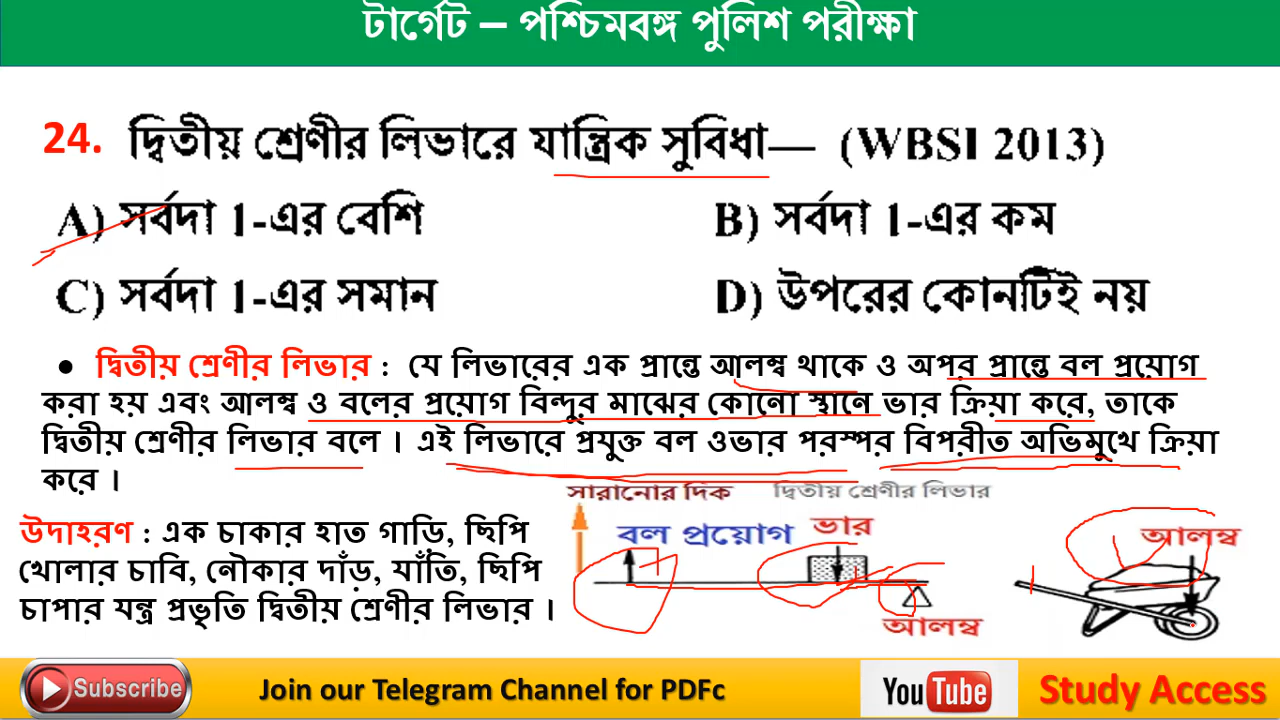 টার্গেট – পশ্চিমবঙ্গ পুলিশ পরীক্ষা
24. দ্বিতীয় শ্রেণীর লিভারে যান্ত্রিক সুবিধা— (WBSI 2013)
A) সর্বদা 1-এর বেশি
B) সর্বদা 1-এর কম
C) সর্বদা 1-এর সমান
D) উপরের কোনটিই নয়
• দ্বিতীয় শ্রেণীর লিভার : যে লিভারের এক প্রান্তে আলম্ব থাকে ও অপর প্রান্তে বল প্রয়োগ
করা হয় এবং আলম্ব ও বলের প্রয়োগ বিন্দুর মাঝের কোনো স্থানে ভার ক্রিয়া করে, তাকে
দ্বিতীয় শ্রেণীর লিভার বলে । এই লিভারে প্রযুক্ত বল ওভার পরস্পর বিপরীত অভিমুখে ক্রিয়া
করে ।
সারানোর দিক
দ্বিতীয় শ্রেণীর লিভার
উদাহরণ : এক চাকার হাত গাড়ি, ছিপি
খোলার চাবি, নৌকার দাঁড়, যাঁতি, ছিপি
চাপার যন্ত্র প্রভৃতি দ্বিতীয় শ্রেণীর লিভার ।
বল প্রয়োগ
ভার
আলম্ব
আলম্ব
Subscribe
Join our Telegram Channel for PDFc
YouTube
Study Access